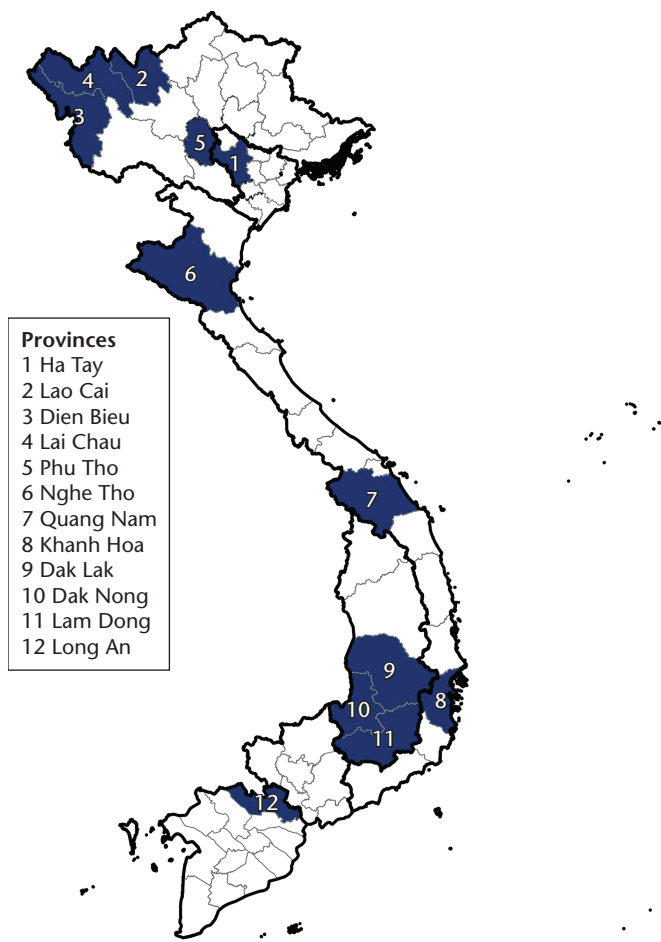 4
2
3
5
1
6
Provinces
1 Ha Tay
2 Lao Cai
3 Dien Bieu
4 Lai Chau
5 Phu Tho
6 Nghe Tho
7 Quang Nam
8 Khanh Hoa
9 Dak Lak
10 Dak Nong
11 Lam Dong
12 Long An
7
9
8
10
11
12